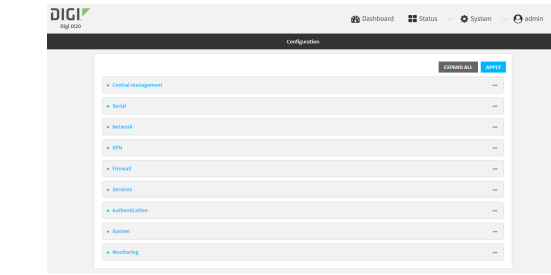 DIGI
Digi IX20
Dashboard
Status
System
admin
Configuration
EXPAND ALL
APPLY
Central management
Serial
Network
VPN
Firewall
Services
Authentication
System
Monitoring